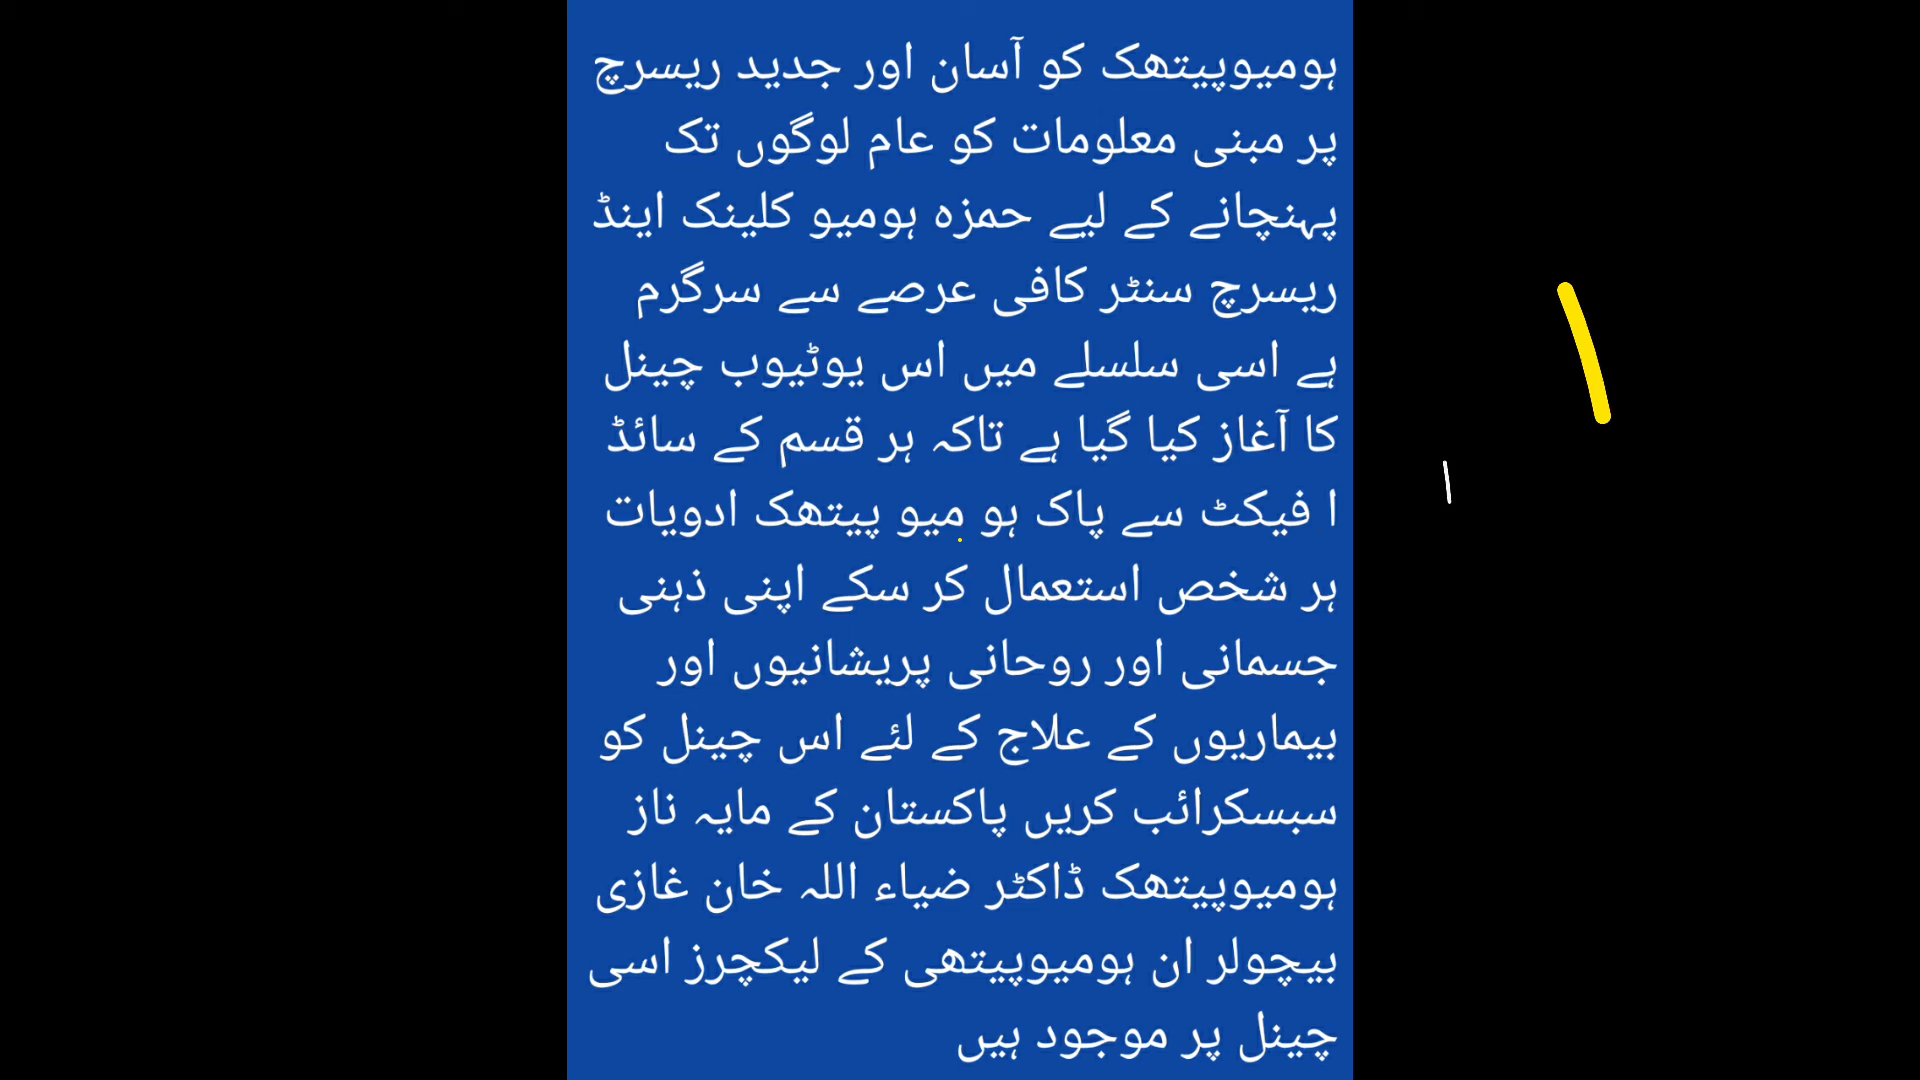 ہومیوپیتھک کو آسان اور جدید ریسرچ
پر مبنی معلومات کو عام لوگوں تک
پہنچانے کے لیے حمزہ ہومیو کلینک اینڈ
ریسرچ سنٹر کافی عرصے سے سرگرم
ہے اسی سلسلے میں اس یوٹیوب چینل
کا آغاز کیا گیا ہے تاکہ ہر قسم کے سائڈ
ا فیکٹ سے پاک ہو میو پیتھک ادویات
ہر شخص استعمال کر سکے اپنی ذہنی
جسمانی اور روحانی پریشانیوں اور
بیماریوں کے علاج کے لئے اس چینل کو
سبسکرائب کریں پاکستان کے مایہ ناز
ہومیوپیتھک ڈاکٹر ضیاء اللہ خان غازی
بیچولر ان ہومیوپیتھی کے لیکچرز اسی
چینل پر موجود ہیں